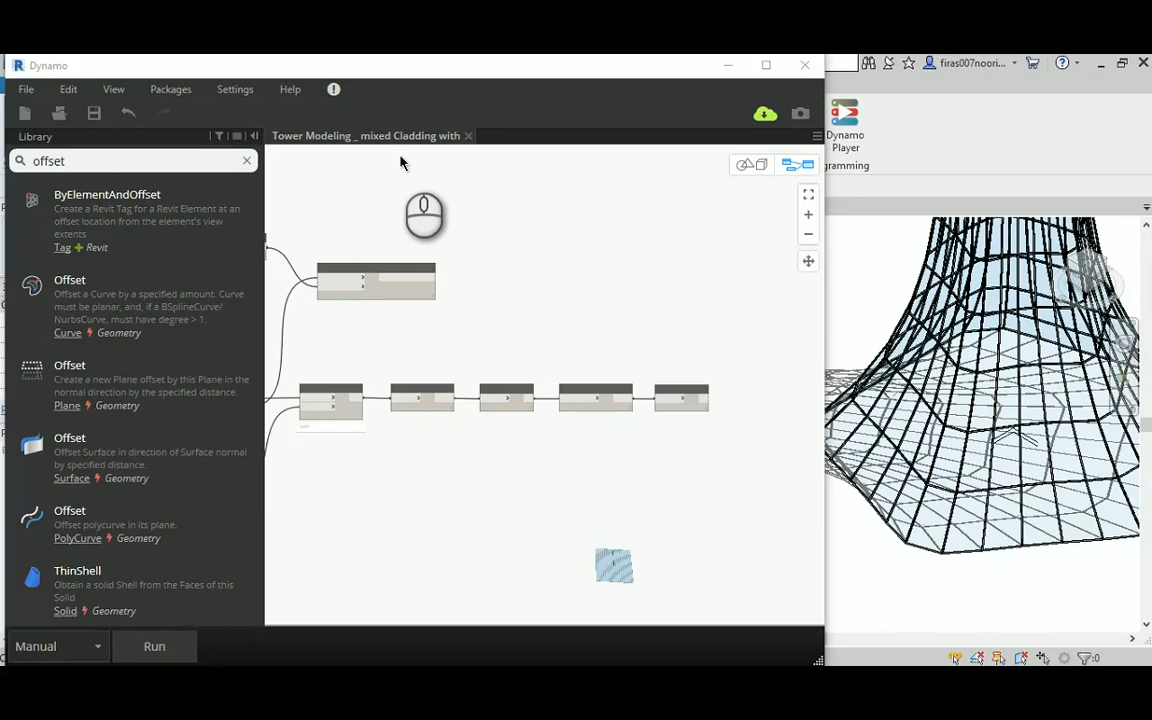 Dynamo
firas007noori...
File Edit View Packages Settings Help
Library
Tower Modeling _ mixed Cladding with
Dynamo
Player
offset
gramming
ByElementAndOffset
Create a Revit Tag for a Revit Element at an
offset location from the element's view
extents
Tag Revit
Offset
Offset a Curve by a specified amount. Curve
must be planar, and, if a BSplineCurve/
NurbsCurve, must have degree > 1.
Curve Geometry
Offset
Create a new Plane offset by this Plane in the
normal direction by the specified distance.
Plane Geometry
Offset
Offset Surface in direction of Surface normal
by specified distance.
Surface Geometry
Offset
Offset polycurve in its plane.
PolyCurve Geometry
ThinShell
Obtain a solid Shell from the Faces of this
Solid
Solid Geometry
Manual Run
:0